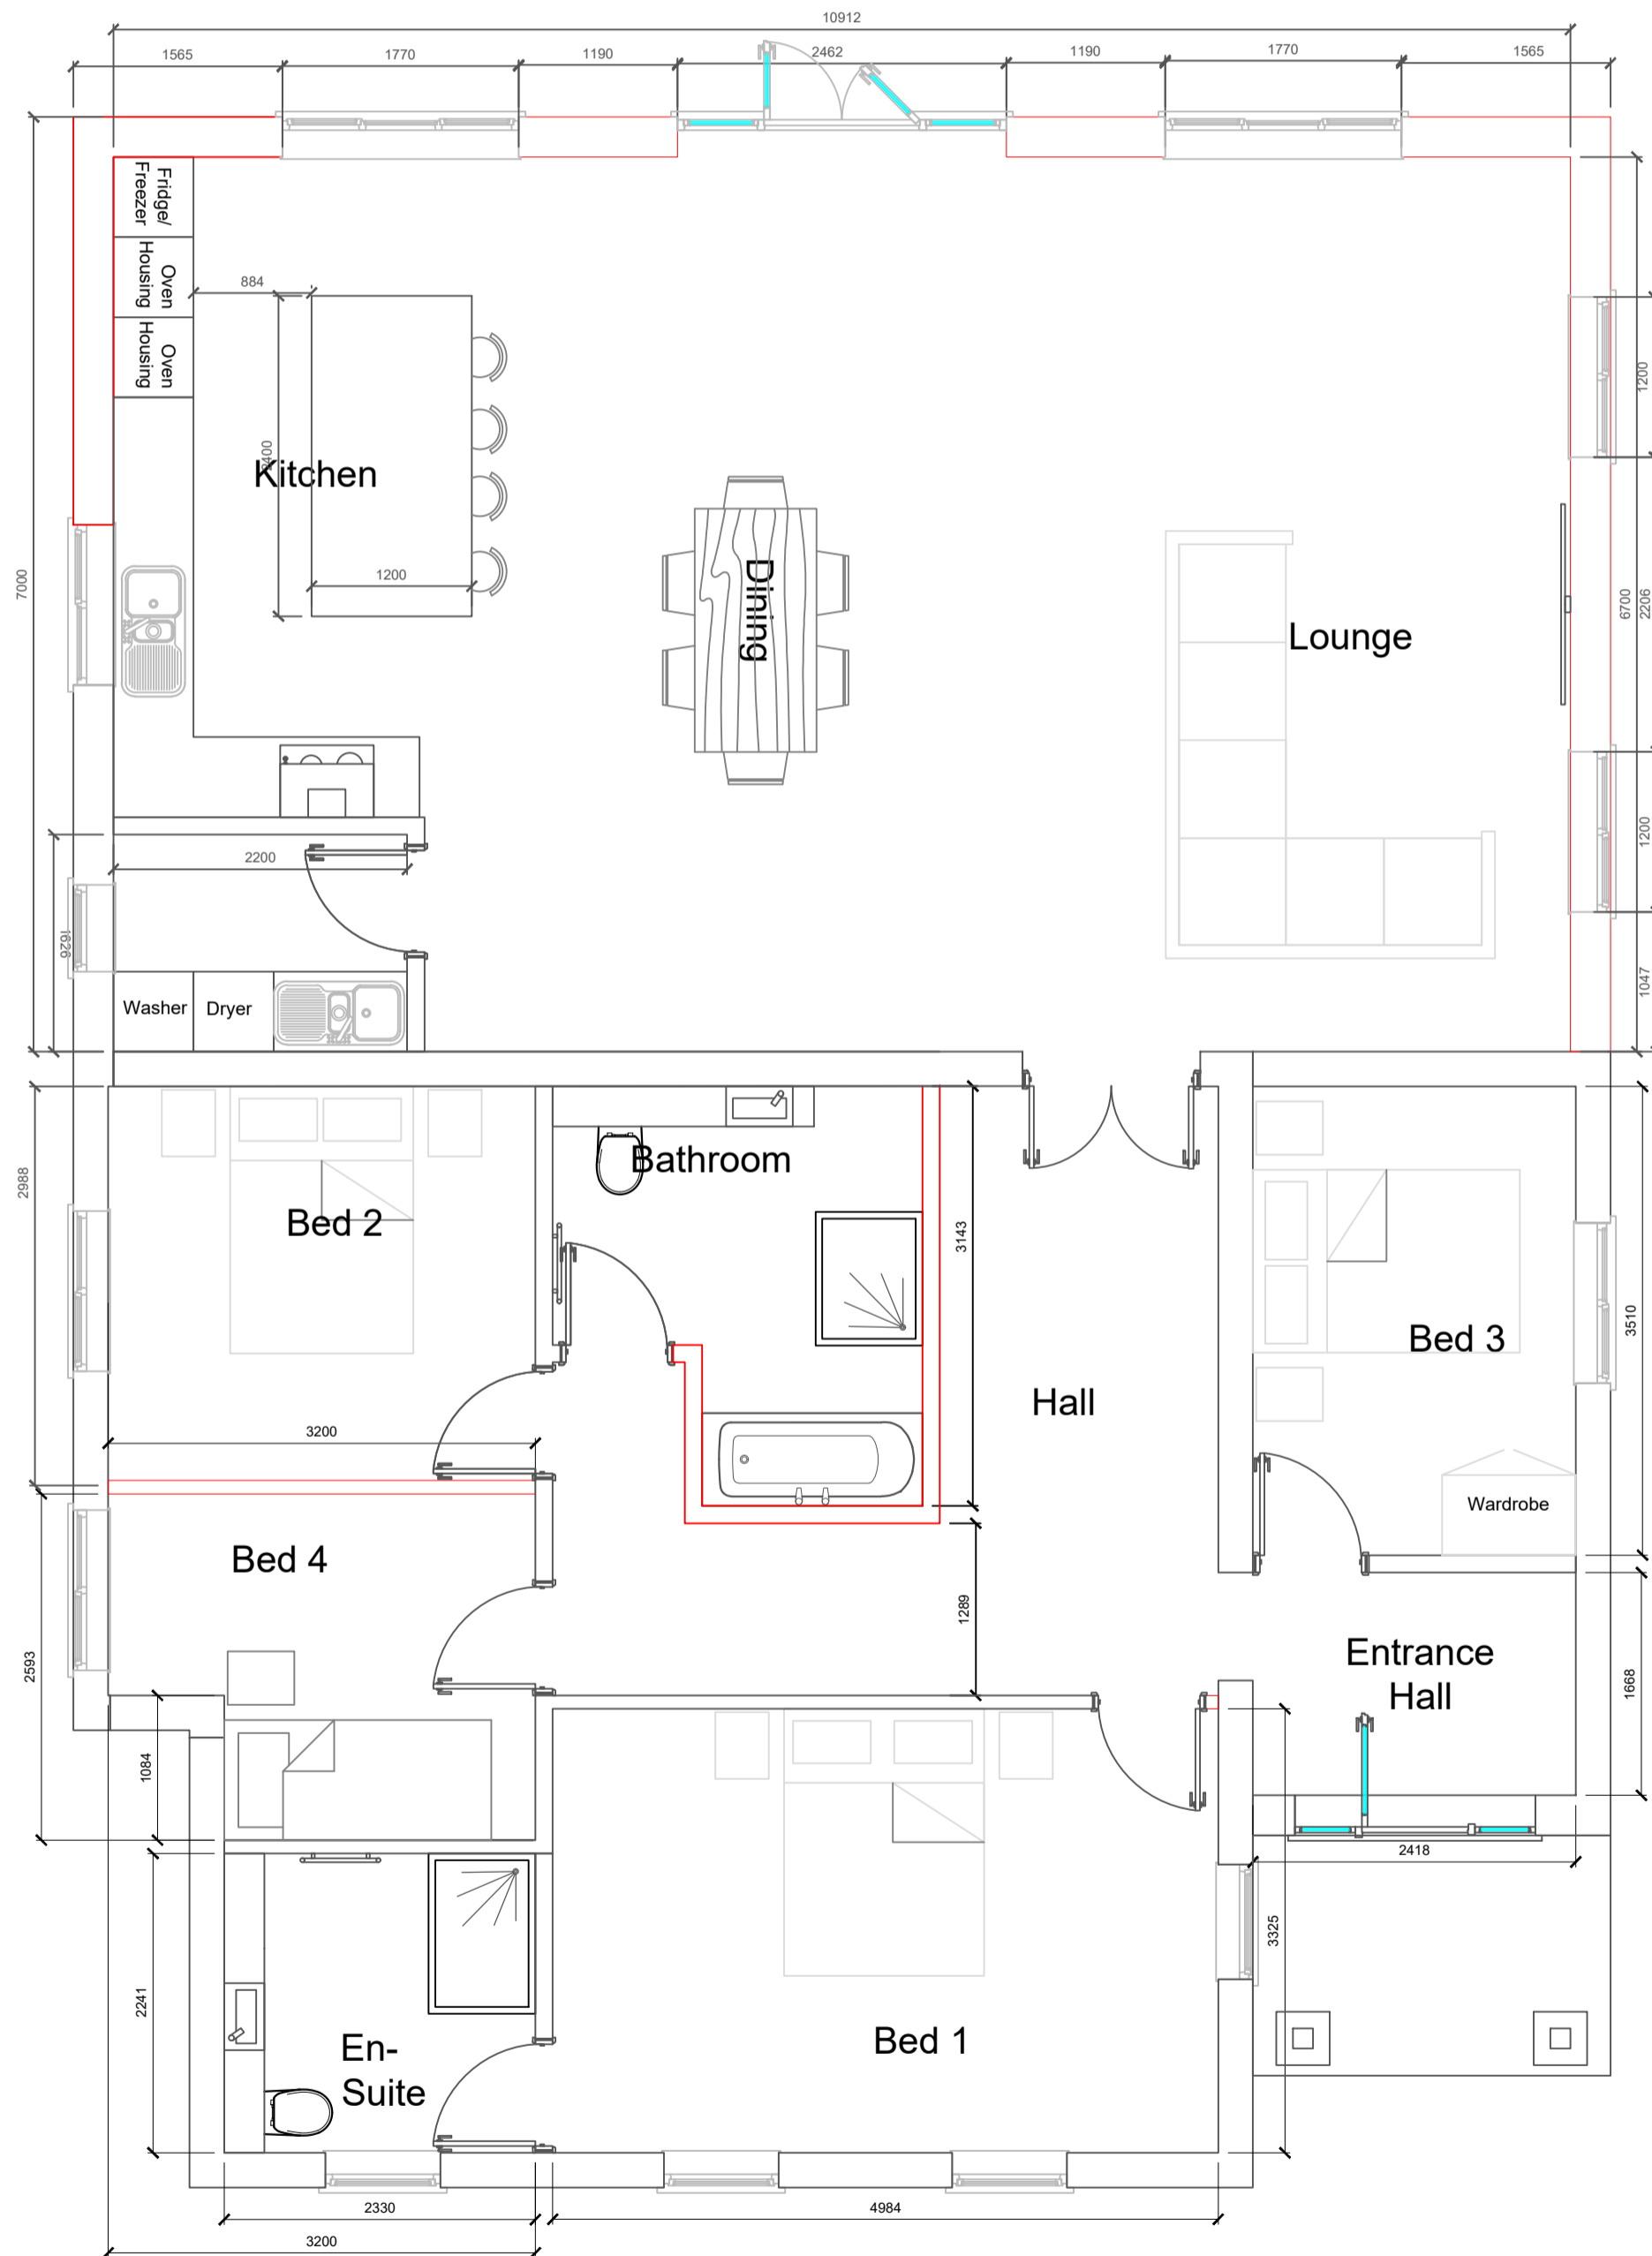 10912
1565
1770
1190
2462
1190
1770
1565
Fridge/
Freezer
Oven
Housing
Oven
Housing
884
2400
Kitchen
1200
Dining
Lounge
7000
1200
6700
2206
1200
1047
2200
1626
Washer
Dryer
Bathroom
Bed 2
2988
3143
3510
Bed 3
Hall
3200
Wardrobe
Bed 4
1289
2593
Entrance
Hall
1668
1084
2418
3325
2241
En-
Suite
Bed 1
2330
4984
3200